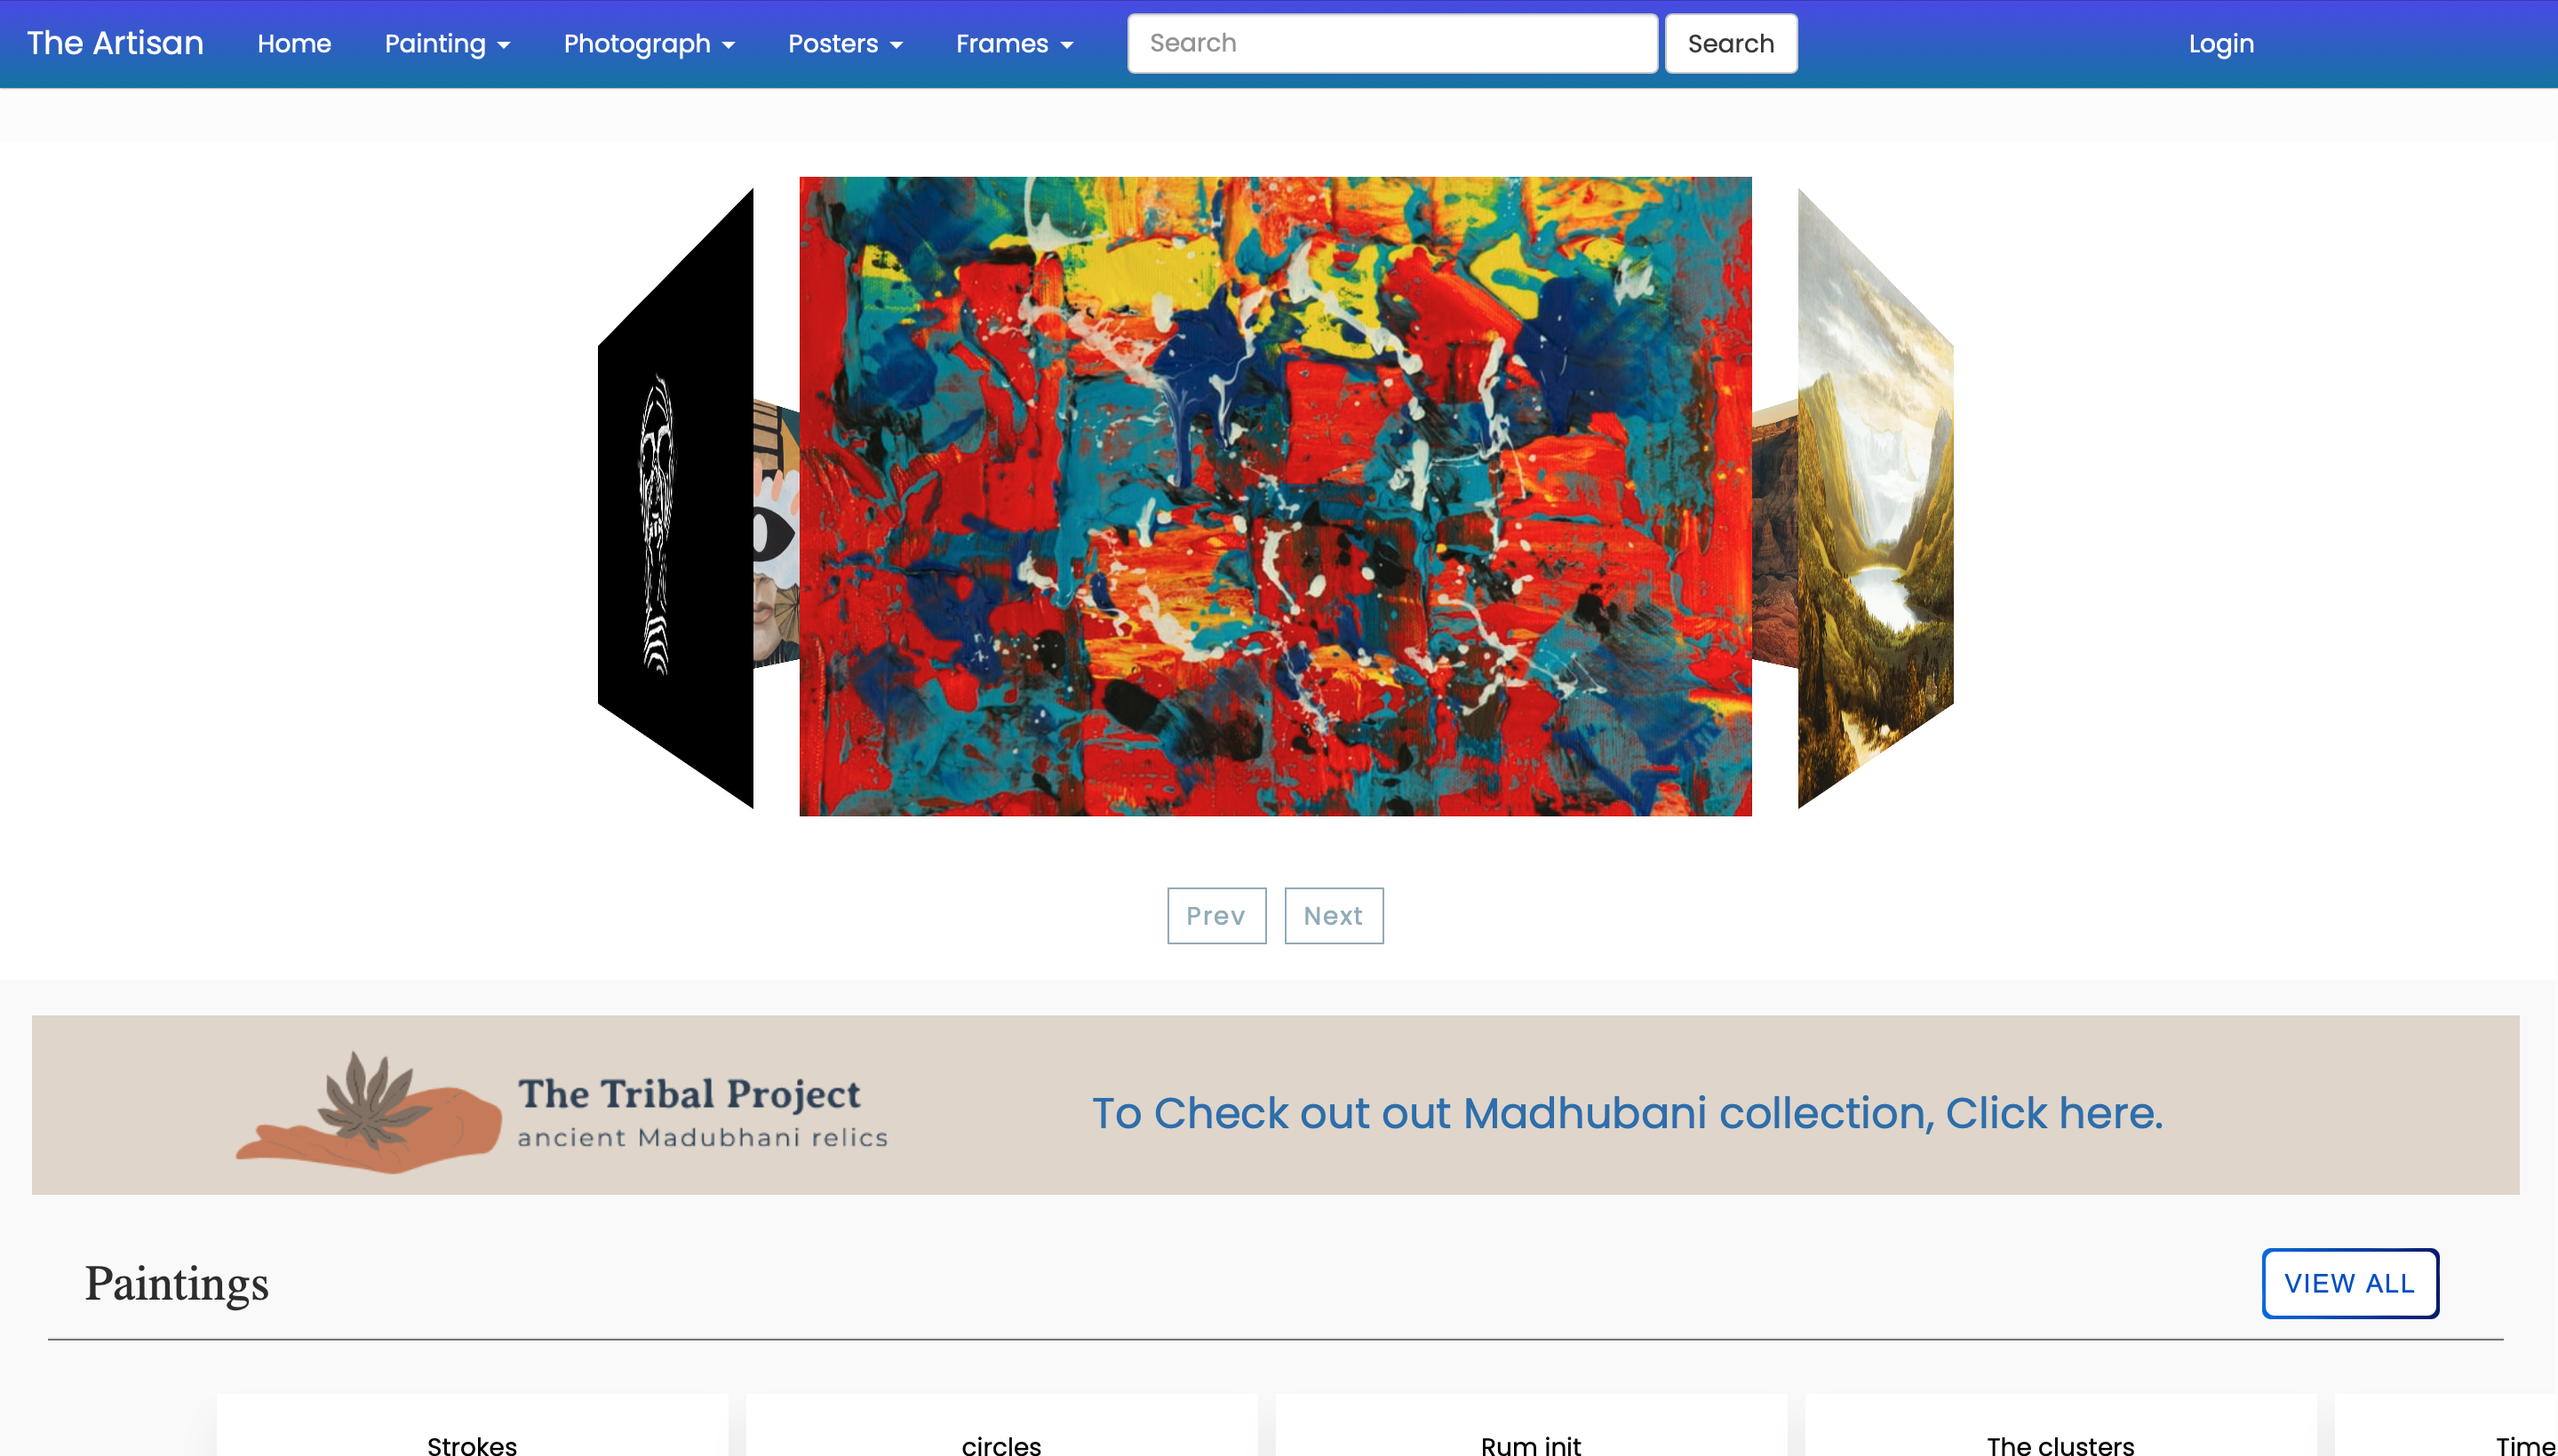 The Artisan Home Painting Photograph Posters Frames Search Search Login
Prev Next
The Tribal Project
ancient Madubhani relics
To Check out out Madhubani collection, Click here.
Paintings VIEW ALL
Strokes circles Rum init The clusters Time